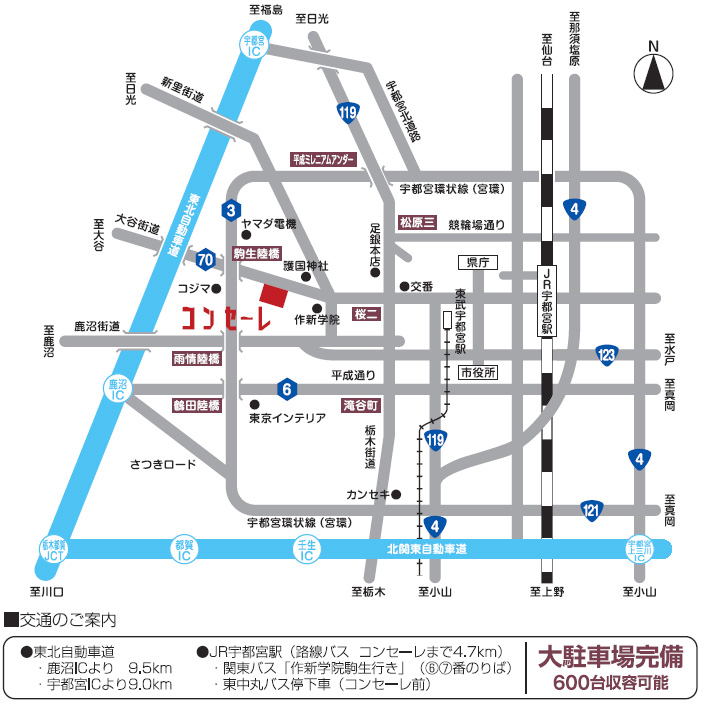 至福島
至日光
至那須塩原
至仙台
N
宇都宮IC
至日光
新里街道
119
宇都宮北道路
平成ミレニアムアンダー
宇都宮環状線（宮環）
東北自動車道
3
4
至大谷
大谷街道
ヤマダ電機
足銀本店
松原三
競輪場通り
70
駒生陸橋
護国神社
県庁
JR宇都宮駅
コジマ
交番
東武宇都宮駅
コンセーレ
作新学院
桜二
至鹿沼
鹿沼街道
至水戸
雨情陸橋
123
平成通り
市役所
鹿沼IC
6
至真岡
鶴田陸橋
東京インテリア
滝谷町
栃木街道
119
さつきロード
4
カンセキ
至真岡
宇都宮環状線（宮環）
4
121
栃木都賀JCT
都賀IC
壬生IC
北関東自動車道
宇都宮上三川IC
至川口
至栃木
至小山
至上野
至小山
■交通のご案内
●東北自動車道
・鹿沼ICより 9.5km
・宇都宮ICより9.0km
●JR宇都宮駅（路線バス コンセーレまで4.7km）
・関東バス「作新学院駒生行き」（⑥⑦番のりば）
・東中丸バス停下車（コンセーレ前）
大駐車場完備
600台収容可能